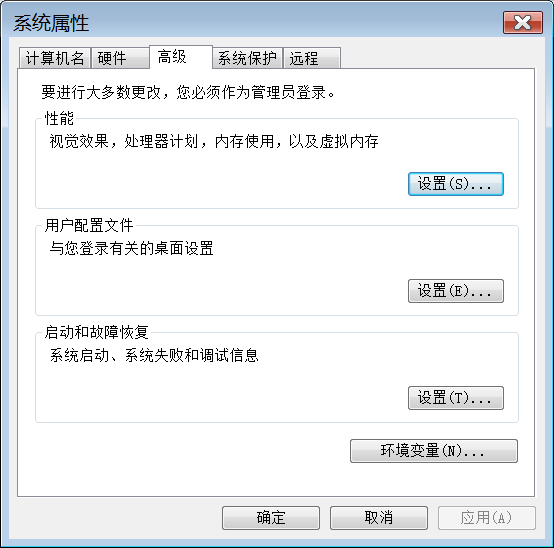 系统属性
计算机名 硬件 高级 系统保护 远程
要进行大多数更改，您必须作为管理员登录。
性能
视觉效果，处理器计划，内存使用，以及虚拟内存
设置(S)...
用户配置文件
与您登录有关的桌面设置
设置(E)...
启动和故障恢复
系统启动、系统失败和调试信息
设置(T)...
环境变量(N)...
确定 取消 应用(A)